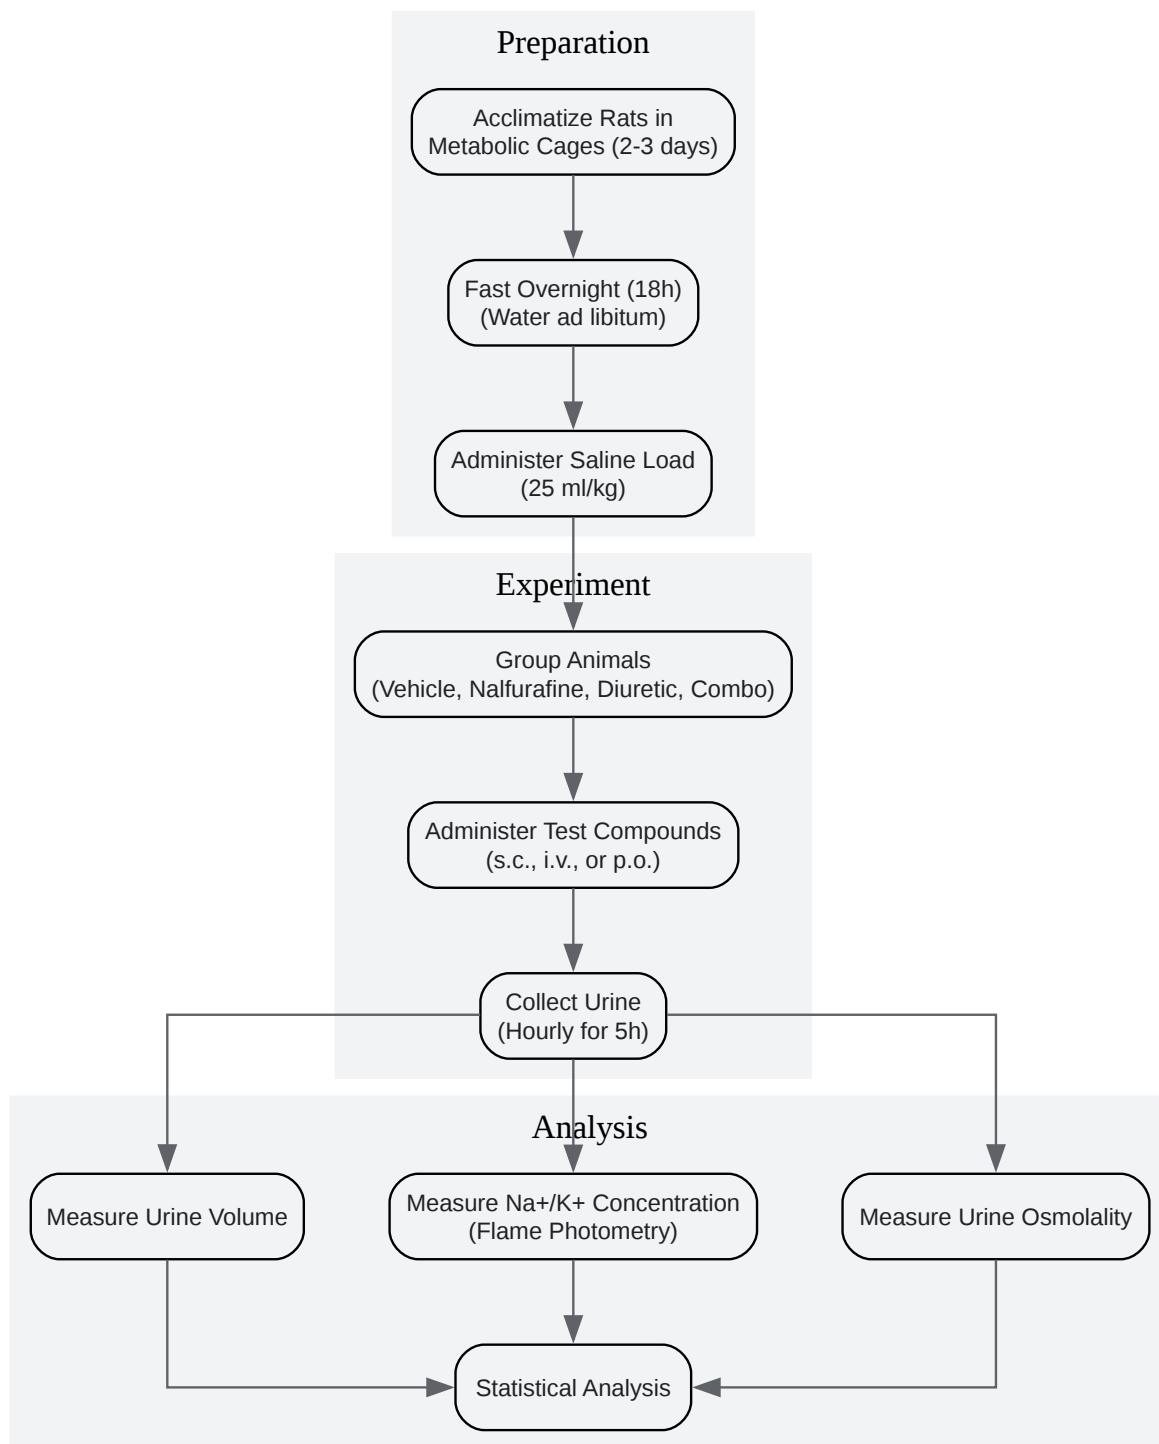 Preparation
Acclimatize Rats in
Metabolic Cages (2-3 days)
Fast Overnight (18h)
(Water ad libitum)
Administer Saline Load
(25 ml/kg)
Experiment
Group Animals
(Vehicle, Nalfurafine, Diuretic, Combo)
Administer Test Compounds
(s.c., i.v., or p.o.)
Collect Urine
(Hourly for 5h)
Analysis
Measure Urine Volume
Measure Na+/K+ Concentration
(Flame Photometry)
Measure Urine Osmolality
Statistical Analysis